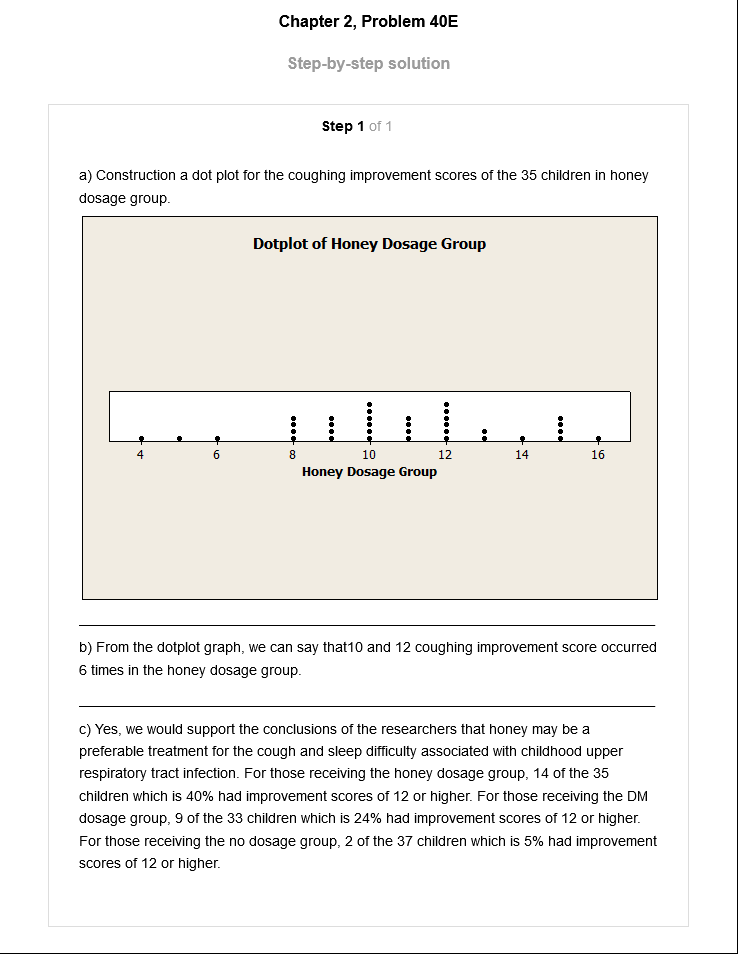 Chapter 2, Problem 40E
Step-by-step solution
Step 1 of 1
a) Construction a dot plot for the coughing improvement scores of the 35 children in honey
dosage group.
Dotplot of Honey Dosage Group
4 6 8 10 12 14 16
Honey Dosage Group
b) From the dotplot graph, we can say that10 and 12 coughing improvement score occurred
6 times in the honey dosage group.
c) Yes, we would support the conclusions of the researchers that honey may be a
preferable treatment for the cough and sleep difficulty associated with childhood upper
respiratory tract infection. For those receiving the honey dosage group, 14 of the 35
children which is 40% had improvement scores of 12 or higher. For those receiving the DM
dosage group, 9 of the 33 children which is 24% had improvement scores of 12 or higher.
For those receiving the no dosage group, 2 of the 37 children which is 5% had improvement
scores of 12 or higher.